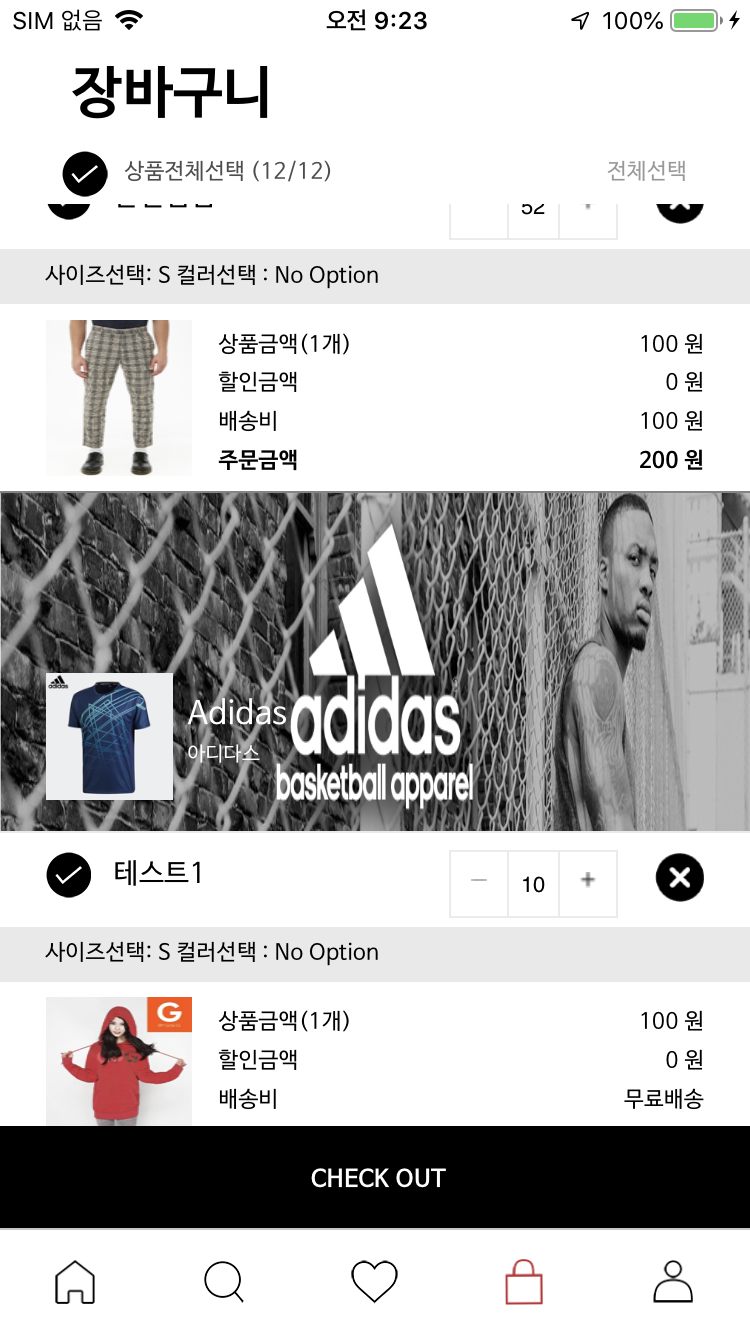 SIM 없음 오전 9:23 100%
장바구니
상품전체선택 (12/12) 전체선택
52 +
사이즈선택: S 컬러선택 : No Option
상품금액(1개) 100 원
할인금액 0 원
배송비 100 원
주문금액 200 원
adidas
Adidas
아디다스
adidas
basketball apparel
테스트1 − 10 +
사이즈선택: S 컬러선택 : No Option
G
상품금액(1개) 100 원
할인금액 0 원
배송비 무료배송
CHECK OUT